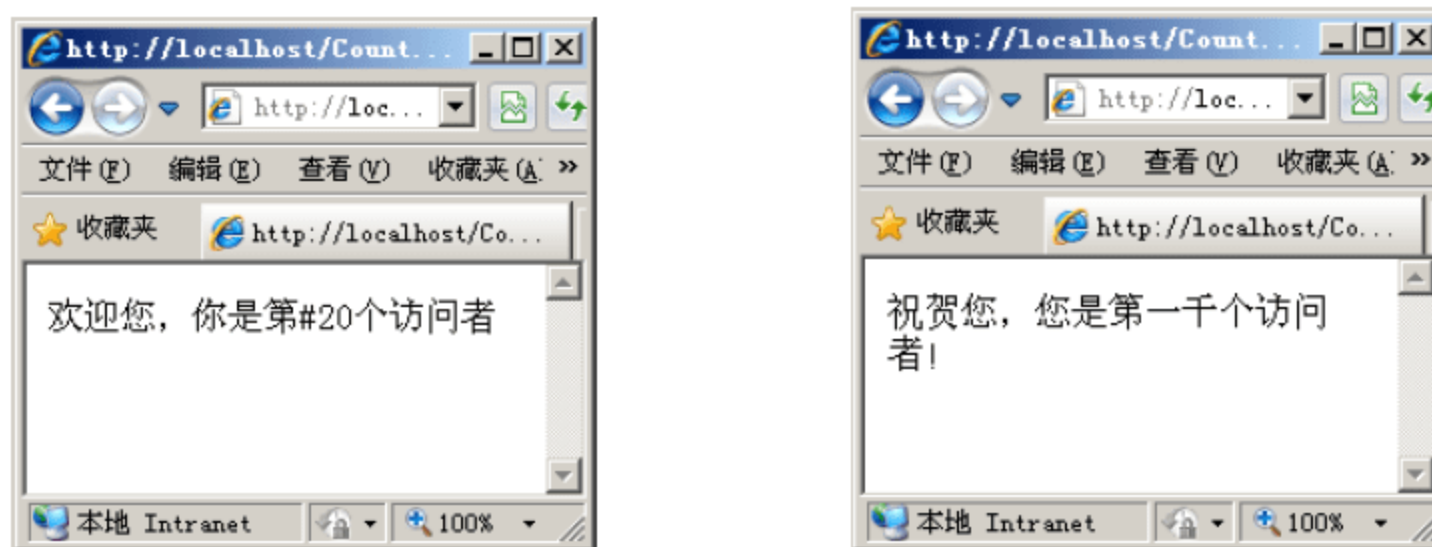 http://localhost/Count...
http://loc...
文件(F) 编辑(E) 查看(V) 收藏夹(A) »
收藏夹 http://localhost/Co...
欢迎您，你是第#20个访问者
本地 Intranet 100%
http://localhost/Count...
http://loc...
文件(F) 编辑(E) 查看(V) 收藏夹(A) »
收藏夹 http://localhost/Co...
祝贺您，您是第一千个访问
者!
本地 Intranet 100%